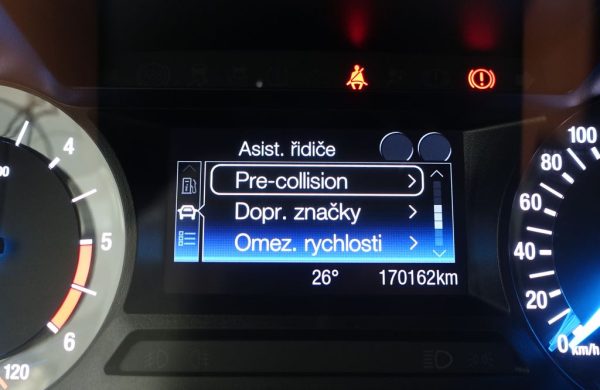 Asist. řidiče
Pre-collision
Dopr. značky
Omez. rychlosti
26° 170162km
4
5
6
120
100
80
60
40
20
0 km/h